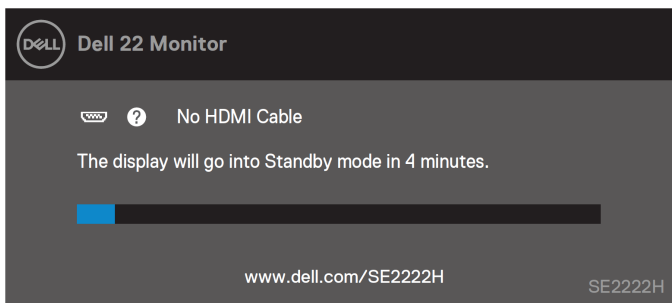 DELL
Dell 22 Monitor
? No HDMI Cable
The display will go into Standby mode in 4 minutes.
www.dell.com/SE2222H
SE2222H